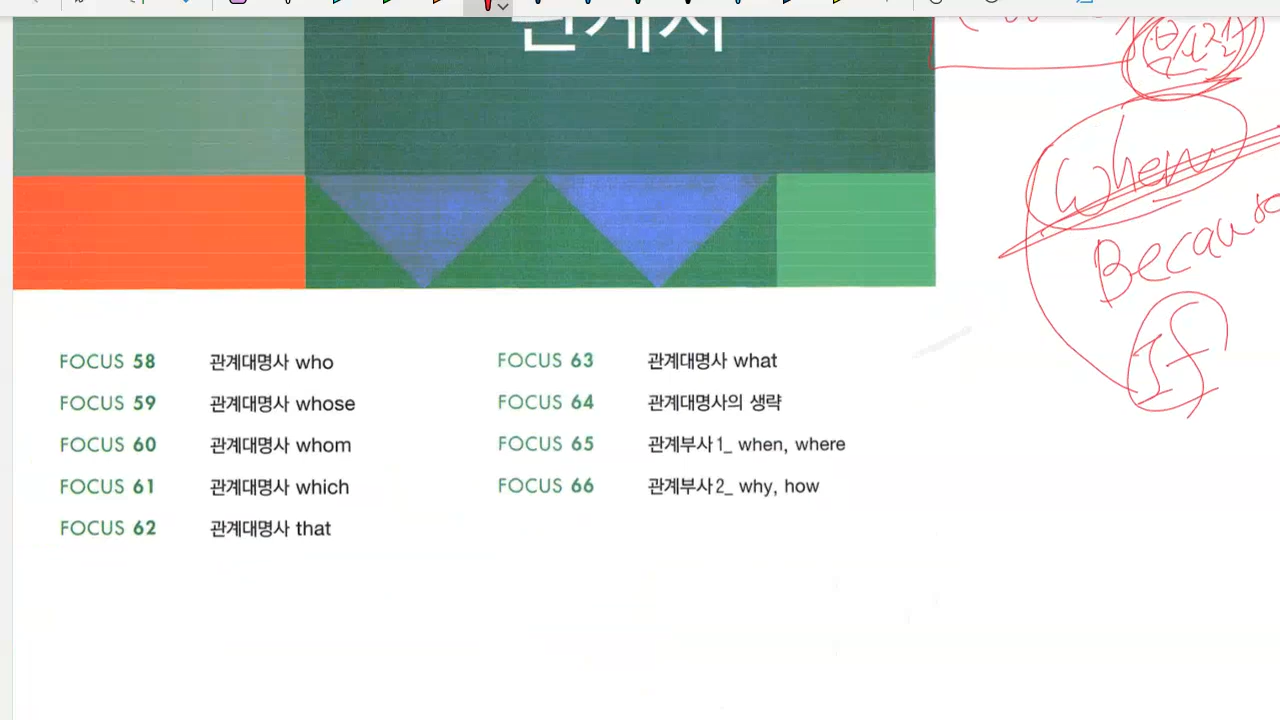 관계사
FOCUS 58 관계대명사 who
FOCUS 59 관계대명사 whose
FOCUS 60 관계대명사 whom
FOCUS 61 관계대명사 which
FOCUS 62 관계대명사 that
FOCUS 63 관계대명사 what
FOCUS 64 관계대명사의 생략
FOCUS 65 관계부사 1_ when, where
FOCUS 66 관계부사 2_ why, how
When
If